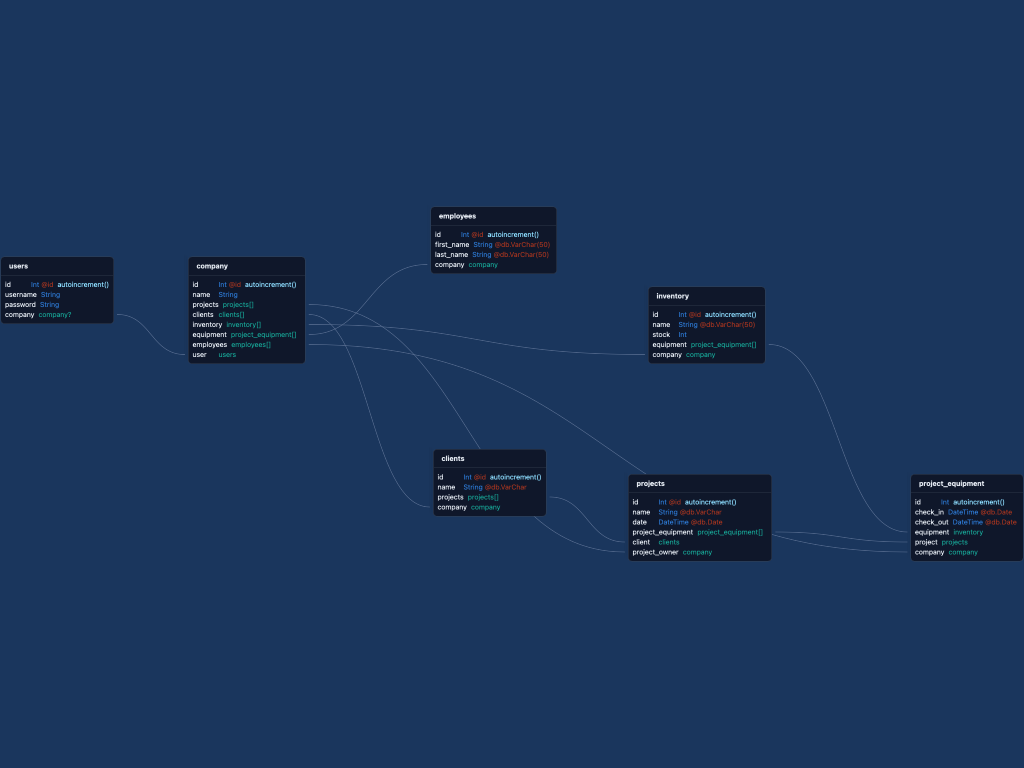 employees
id Int @id autoincrement()
first_name String @db.VarChar(50)
last_name String @db.VarChar(50)
company company
users
id Int @id autoincrement()
username String
password String
company company?
company
id Int @id autoincrement()
name String
projects projects[]
clients clients[]
inventory inventory[]
equipment project_equipment[]
employees employees[]
user users
inventory
id Int @id autoincrement()
name String @db.VarChar(50)
stock Int
equipment project_equipment[]
company company
clients
id Int @id autoincrement()
name String @db.VarChar
projects projects[]
company company
projects
id Int @id autoincrement()
name String @db.VarChar
date DateTime @db.Date
project_equipment project_equipment[]
client clients
project_owner company
project_equipment
id Int autoincrement()
check_in DateTime @db.Date
check_out DateTime @db.Date
equipment inventory
project projects
company company